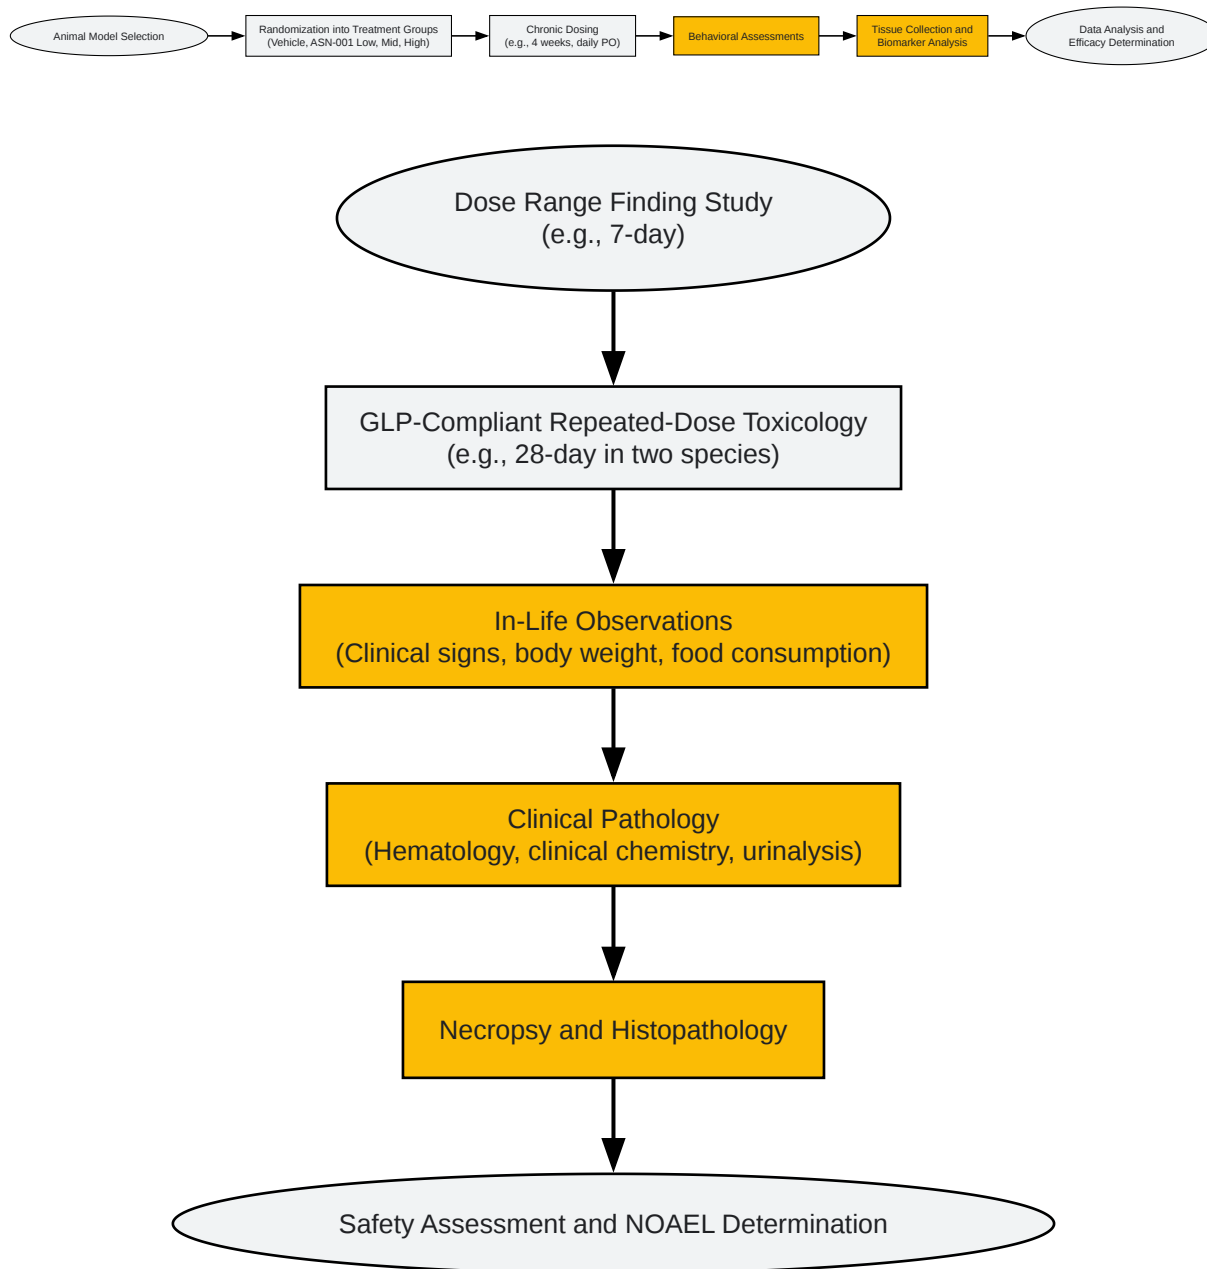 Animal Model Selection
Randomization into Treatment Groups
(Vehicle, ASN-001 Low, Mid, High)
Chronic Dosing
(e.g., 4 weeks, daily PO)
Behavioral Assessments
Tissue Collection and
Biomarker Analysis
Data Analysis and
Efficacy Determination
Dose Range Finding Study
(e.g., 7-day)
GLP-Compliant Repeated-Dose Toxicology
(e.g., 28-day in two species)
In-Life Observations
(Clinical signs, body weight, food consumption)
Clinical Pathology
(Hematology, clinical chemistry, urinalysis)
Necropsy and Histopathology
Safety Assessment and NOAEL Determination